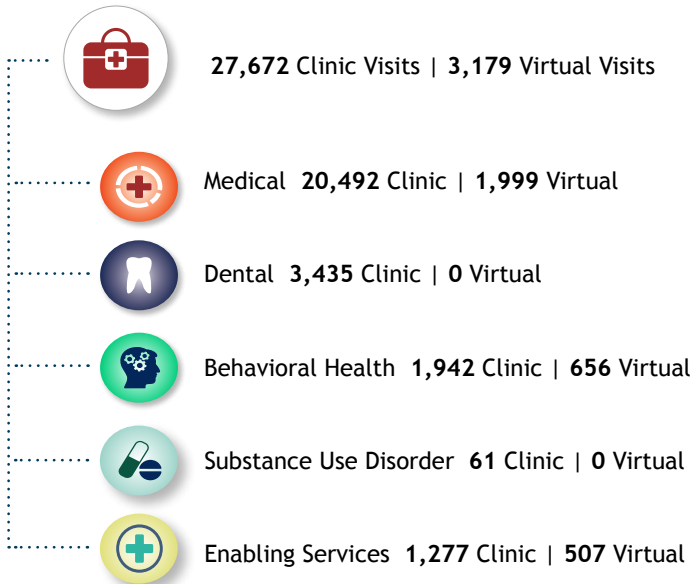 27,672 Clinic Visits | 3,179 Virtual Visits
Medical 20,492 Clinic | 1,999 Virtual
Dental 3,435 Clinic | 0 Virtual
Behavioral Health 1,942 Clinic | 656 Virtual
Substance Use Disorder 61 Clinic | 0 Virtual
Enabling Services 1,277 Clinic | 507 Virtual